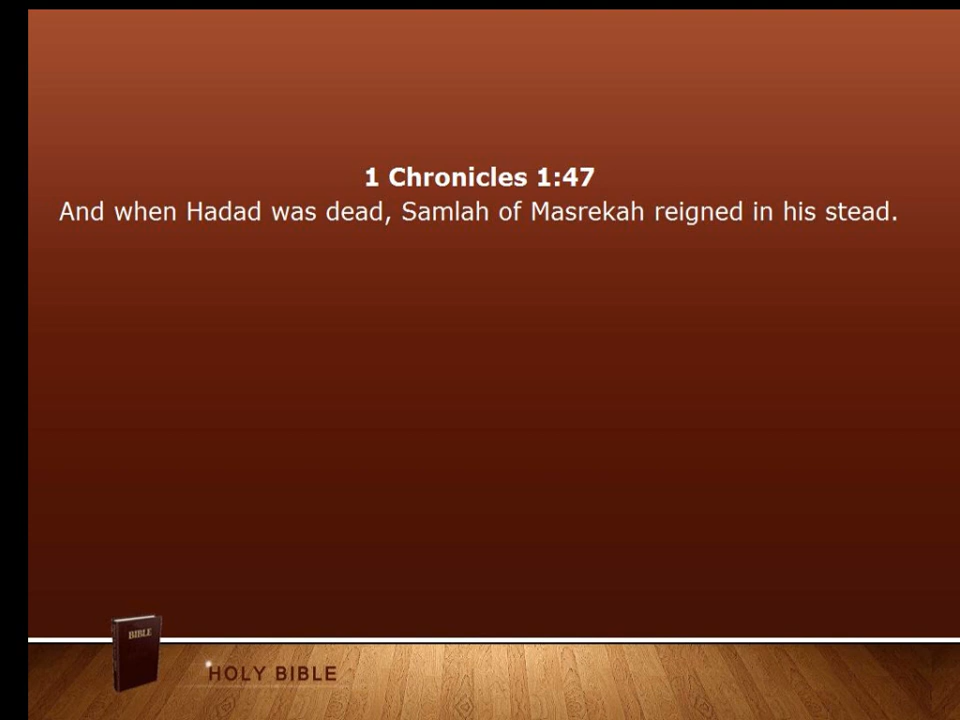 1 Chronicles 1:47
And when Hadad was dead, Samlah of Masrekah reigned in his stead.
BIBLE
HOLY BIBLE